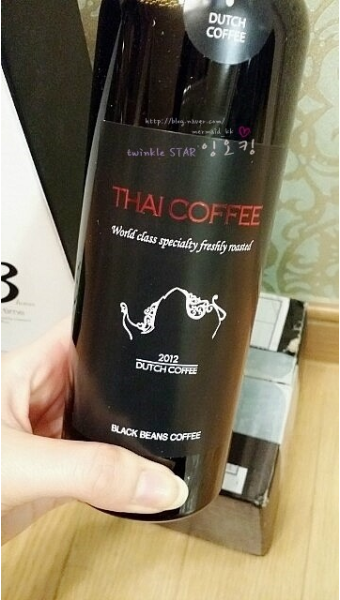 DUTCH
COFFEE
http://blog.naver.com/
mermaid_kk
twinkle STAR 잉오킹
THAI COFFEE
World class specialty freshly roasted
2012
DUTCH COFFEE
BLACK BEANS COFFEE
B